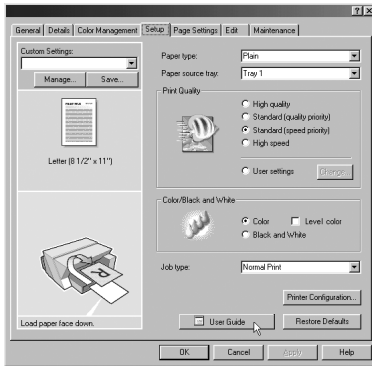 General Details Color Management Setup Page Settings Edit Maintenance
Custom Settings:
Manage... Save...
Letter (8 1/2" x 11")
Load paper face down.
Paper type: Plain
Paper source tray: Tray 1
Print Quality
High quality
Standard (quality priority)
Standard (speed priority)
High speed
User settings Change...
Color/Black and White
Color Level color
Black and White
Job type: Normal Print
Printer Configuration...
User Guide Restore Defaults
OK Cancel Apply Help